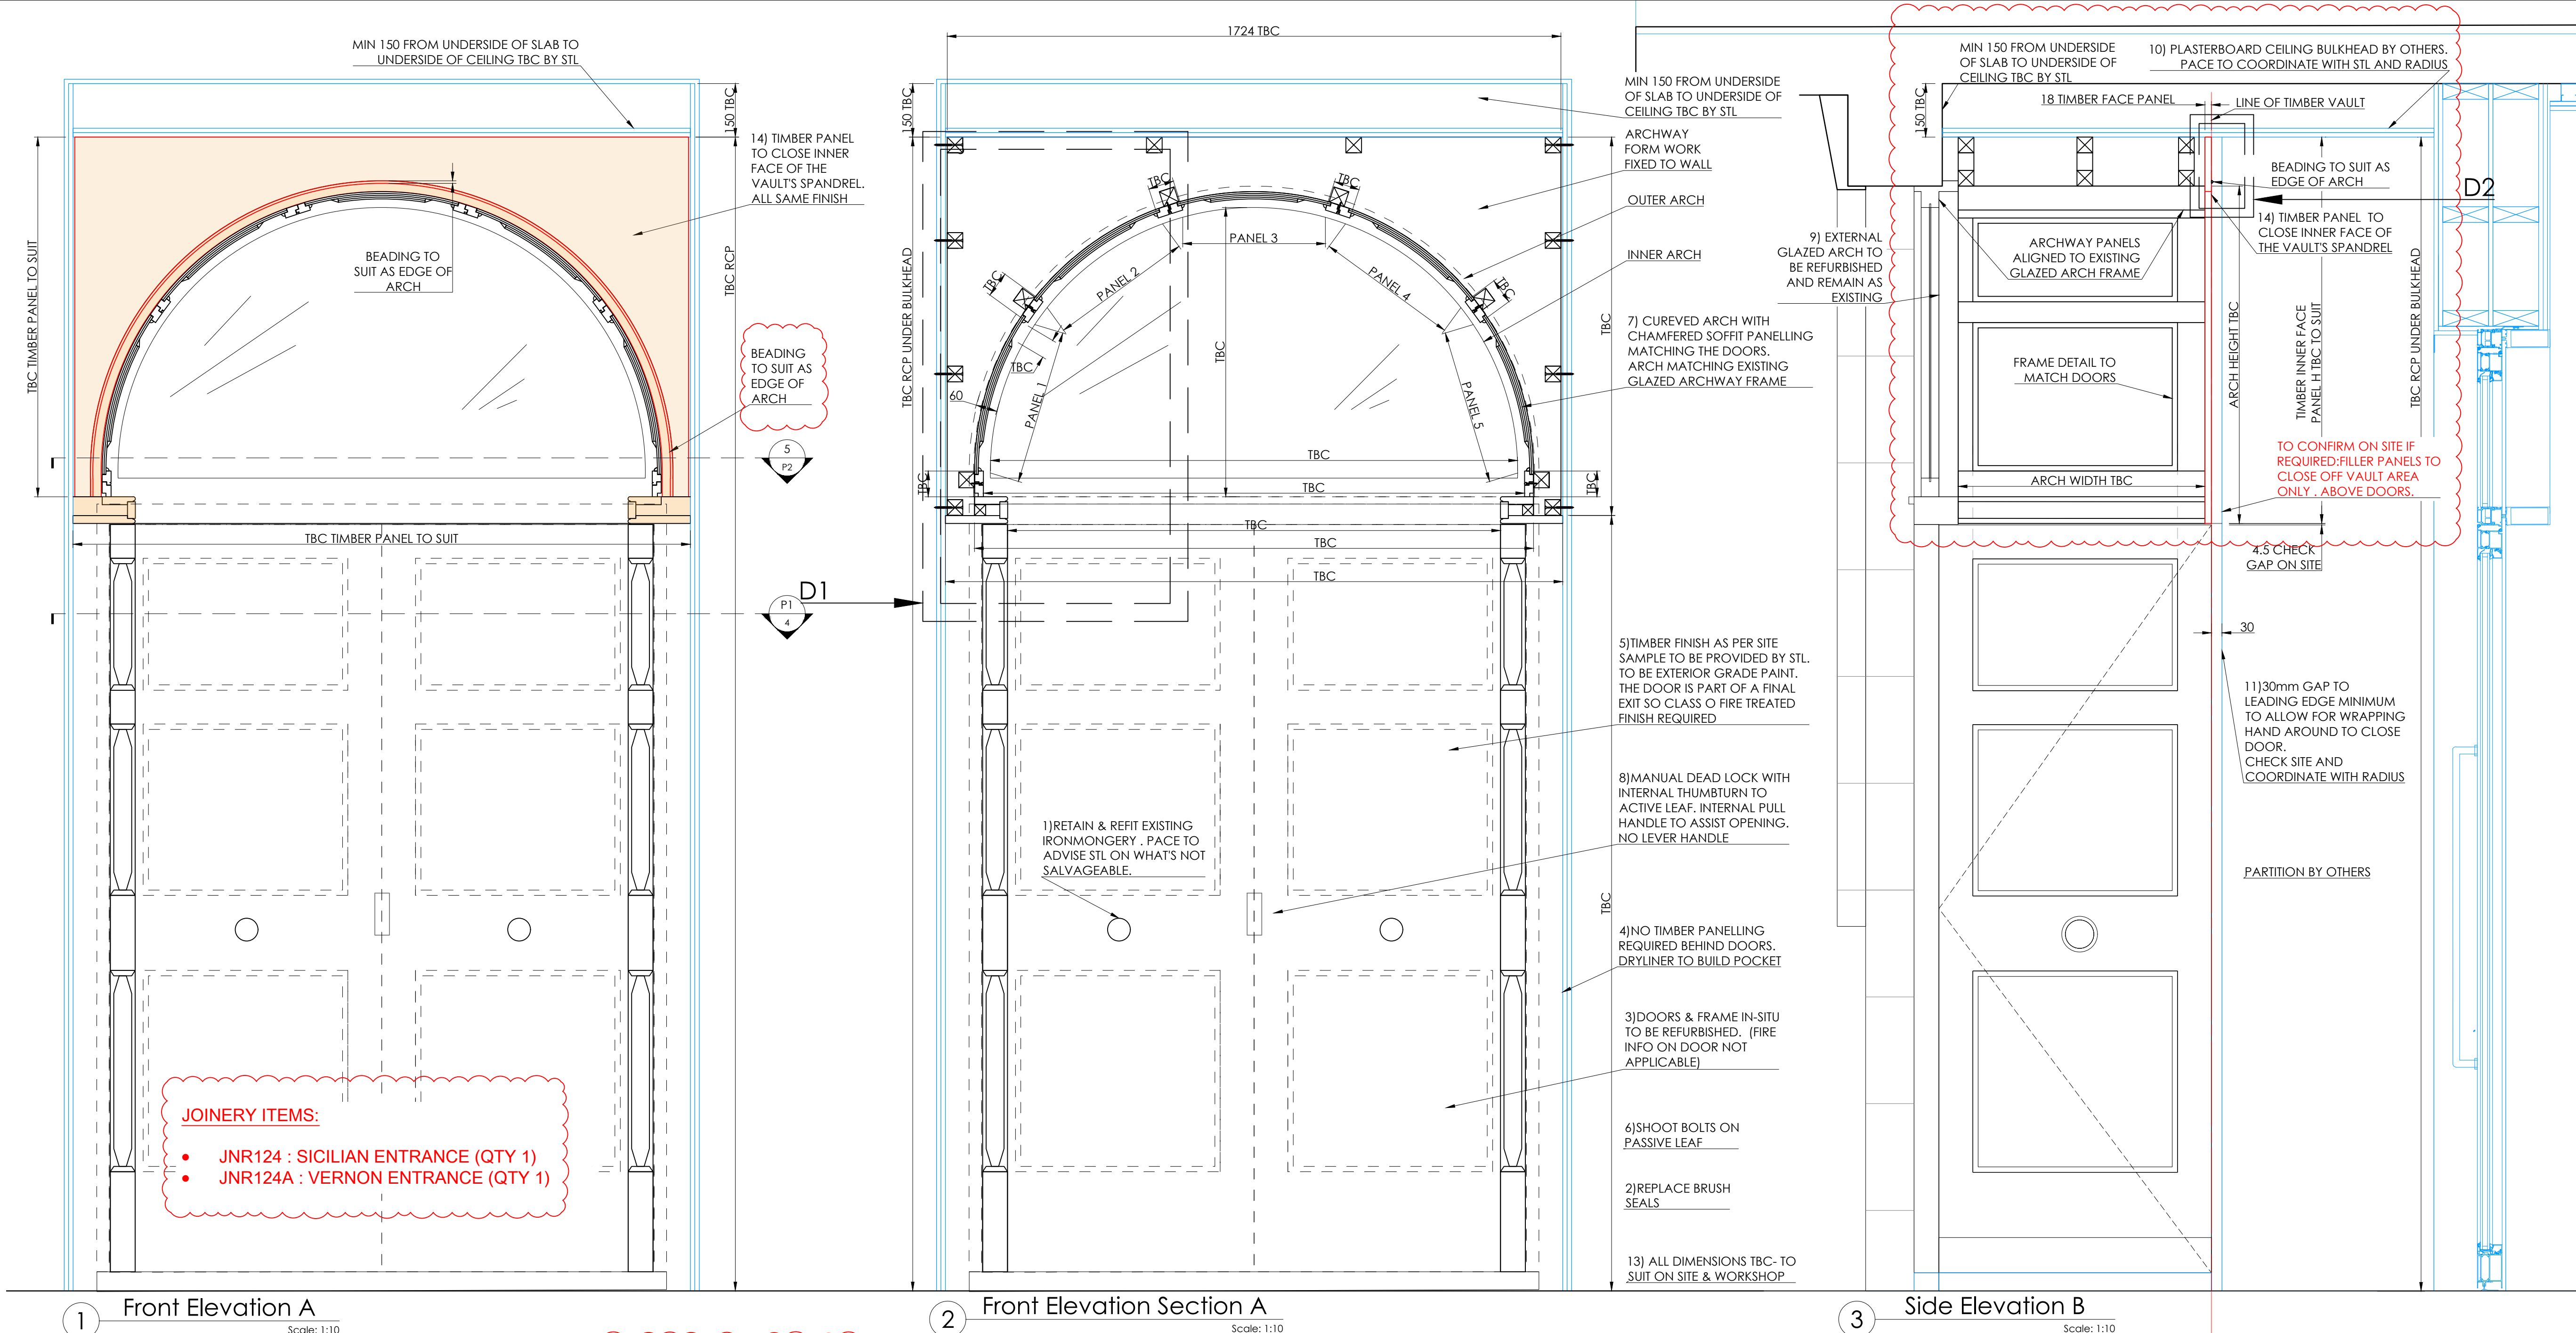 MIN 150 FROM UNDERSIDE OF SLAB TO
UNDERSIDE OF CEILING TBC BY STL
150 TBC
14) TIMBER PANEL
TO CLOSE INNER
FACE OF THE
VAULT'S SPANDREL.
ALL SAME FINISH
TBC TIMBER PANEL TO SUIT
BEADING TO
SUIT AS EDGE OF
ARCH
TBC RCP
BEADING
TO SUIT AS
EDGE OF
ARCH
5
P2
TBC TIMBER PANEL TO SUIT
P1
4
D1
JOINERY ITEMS:
• JNR124 : SICILIAN ENTRANCE (QTY 1)
• JNR124A : VERNON ENTRANCE (QTY 1)
1
Front Elevation A
Scale: 1:10
1724 TBC
150 TBC
MIN 150 FROM UNDERSIDE
OF SLAB TO UNDERSIDE OF
CEILING TBC BY STL
ARCHWAY
FORM WORK
FIXED TO WALL
TBC
TBC
OUTER ARCH
PANEL 3
INNER ARCH
PANEL 2
PANEL 4
TBC
TBC
TBC RCP UNDER BULKHEAD
7) CUREVED ARCH WITH
CHAMFERED SOFFIT PANELLING
MATCHING THE DOORS.
ARCH MATCHING EXISTING
GLAZED ARCHWAY FRAME
TBC
TBC
TBC
60
PANEL 1
PANEL 5
TBC
TBC
TBC
TBC
TBC
TBC
TBC
5)TIMBER FINISH AS PER SITE
SAMPLE TO BE PROVIDED BY STL.
TO BE EXTERIOR GRADE PAINT.
THE DOOR IS PART OF A FINAL
EXIT SO CLASS O FIRE TREATED
FINISH REQUIRED
8)MANUAL DEAD LOCK WITH
INTERNAL THUMBTURN TO
ACTIVE LEAF. INTERNAL PULL
HANDLE TO ASSIST OPENING.
NO LEVER HANDLE
1)RETAIN & REFIT EXISTING
IRONMONGERY . PACE TO
ADVISE STL ON WHAT'S NOT
SALVAGEABLE.
TBC
4)NO TIMBER PANELLING
REQUIRED BEHIND DOORS.
DRYLINER TO BUILD POCKET
3)DOORS & FRAME IN-SITU
TO BE REFURBISHED. (FIRE
INFO ON DOOR NOT
APPLICABLE)
6)SHOOT BOLTS ON
PASSIVE LEAF
2)REPLACE BRUSH
SEALS
13) ALL DIMENSIONS TBC- TO
SUIT ON SITE & WORKSHOP
2
Front Elevation Section A
Scale: 1:10
MIN 150 FROM UNDERSIDE
OF SLAB TO UNDERSIDE OF
CEILING TBC BY STL
10) PLASTERBOARD CEILING BULKHEAD BY OTHERS.
PACE TO COORDINATE WITH STL AND RADIUS
150 TBC
18 TIMBER FACE PANEL
LINE OF TIMBER VAULT
BEADING TO SUIT AS
EDGE OF ARCH
D2
14) TIMBER PANEL TO
CLOSE INNER FACE OF
THE VAULT'S SPANDREL
9) EXTERNAL
GLAZED ARCH TO
BE REFURBISHED
AND REMAIN AS
EXISTING
ARCHWAY PANELS
ALIGNED TO EXISTING
GLAZED ARCH FRAME
ARCH HEIGHT TBC
TIMBER INNER FACE
PANEL H TBC TO SUIT
TBC RCP UNDER BULKHEAD
FRAME DETAIL TO
MATCH DOORS
TO CONFIRM ON SITE IF
REQUIRED:FILLER PANELS TO
CLOSE OFF VAULT AREA
ONLY . ABOVE DOORS.
ARCH WIDTH TBC
4.5 CHECK
GAP ON SITE
30
11)30mm GAP TO
LEADING EDGE MINIMUM
TO ALLOW FOR WRAPPING
HAND AROUND TO CLOSE
DOOR.
CHECK SITE AND
COORDINATE WITH RADIUS
PARTITION BY OTHERS
3
Side Elevation B
Scale: 1:10